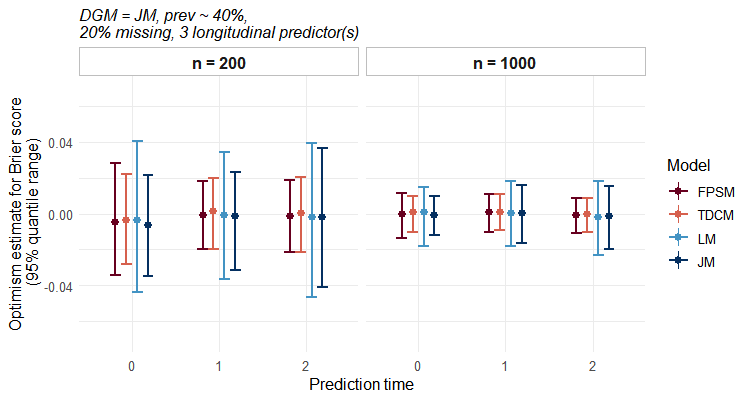 DGM = JM, prev ~ 40%,
20% missing, 3 longitudinal predictor(s)
n = 200
n = 1000
Optimism estimate for Brier score
(95% quantile range)
0.04
0.00
-0.04
0 1 2
0 1 2
Prediction time
Model
FPSM
TDCM
LM
JM